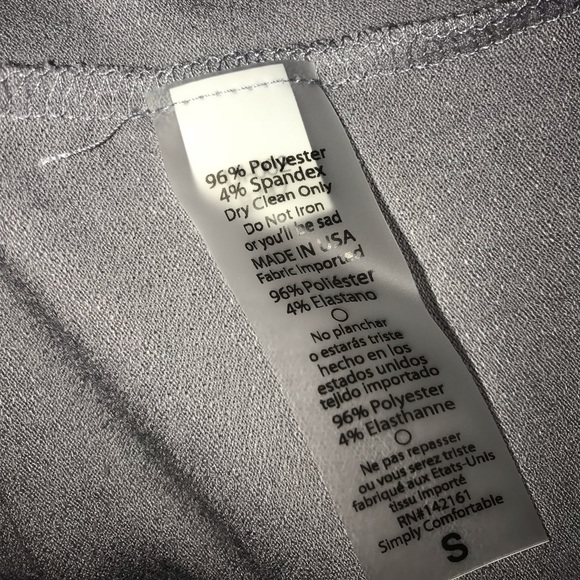 96% Polyester
4% Spandex
Dry Clean Only
Do Not Iron
or you'll be sad
MADE IN USA
Fabric Imported
96% Poliéster
4% Elastano
No planchar
o estarás triste
hecho en los
estados unidos
tejido importado
96% Polyester
4% Elasthanne
Ne pas repasser
ou vous serez triste
fabriqué aux Etats-Unis
tissu importé
RN#142161
Simply Comfortable
S